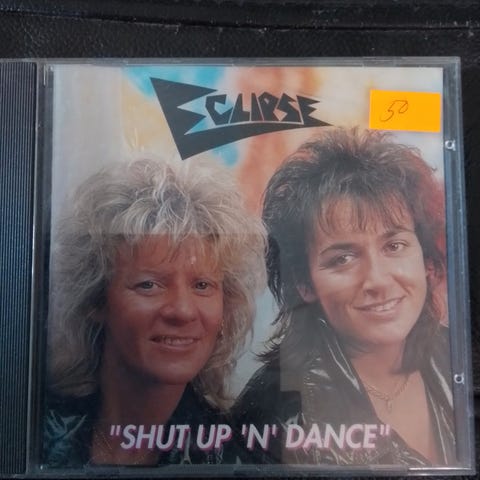 ECLIPSE
50
"SHUT UP 'N' DANCE"